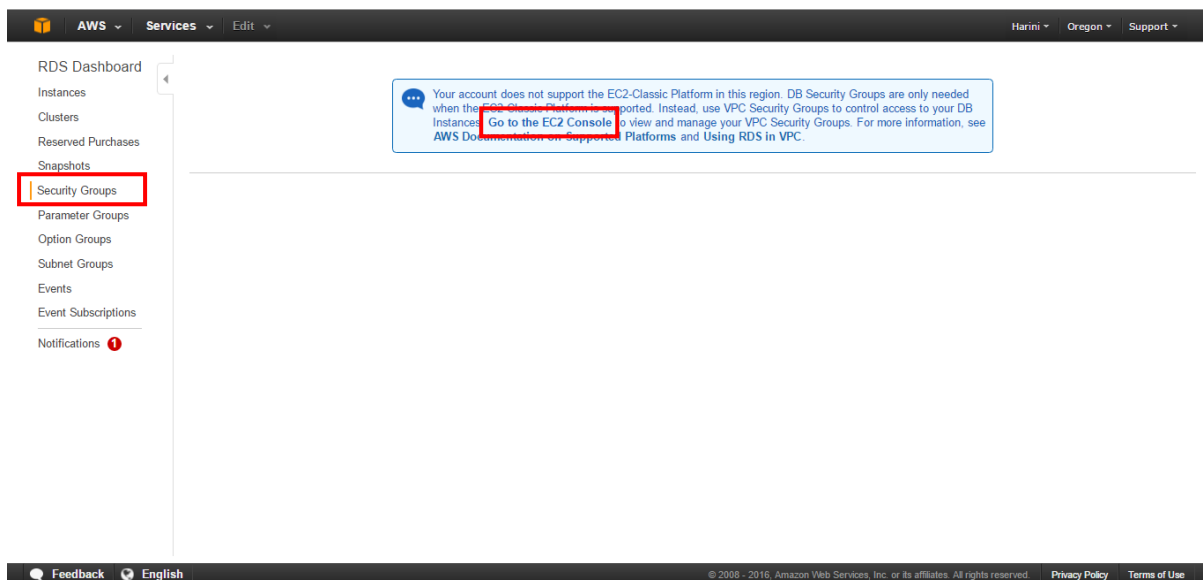 AWS Services Edit Harini Oregon Support
RDS Dashboard
Instances
Clusters
Reserved Purchases
Snapshots
Security Groups
Parameter Groups
Option Groups
Subnet Groups
Events
Event Subscriptions
Notifications 1
Your account does not support the EC2-Classic Platform in this region. DB Security Groups are only needed
when the EC2-Classic Platform is supported. Instead, use VPC Security Groups to control access to your DB
Instances. Go to the EC2 Console to view and manage your VPC Security Groups. For more information, see
AWS Documentation on Supported Platforms and Using RDS in VPC.
Feedback English © 2008 - 2016, Amazon Web Services, Inc. or its affiliates. All rights reserved. Privacy Policy Terms of Use